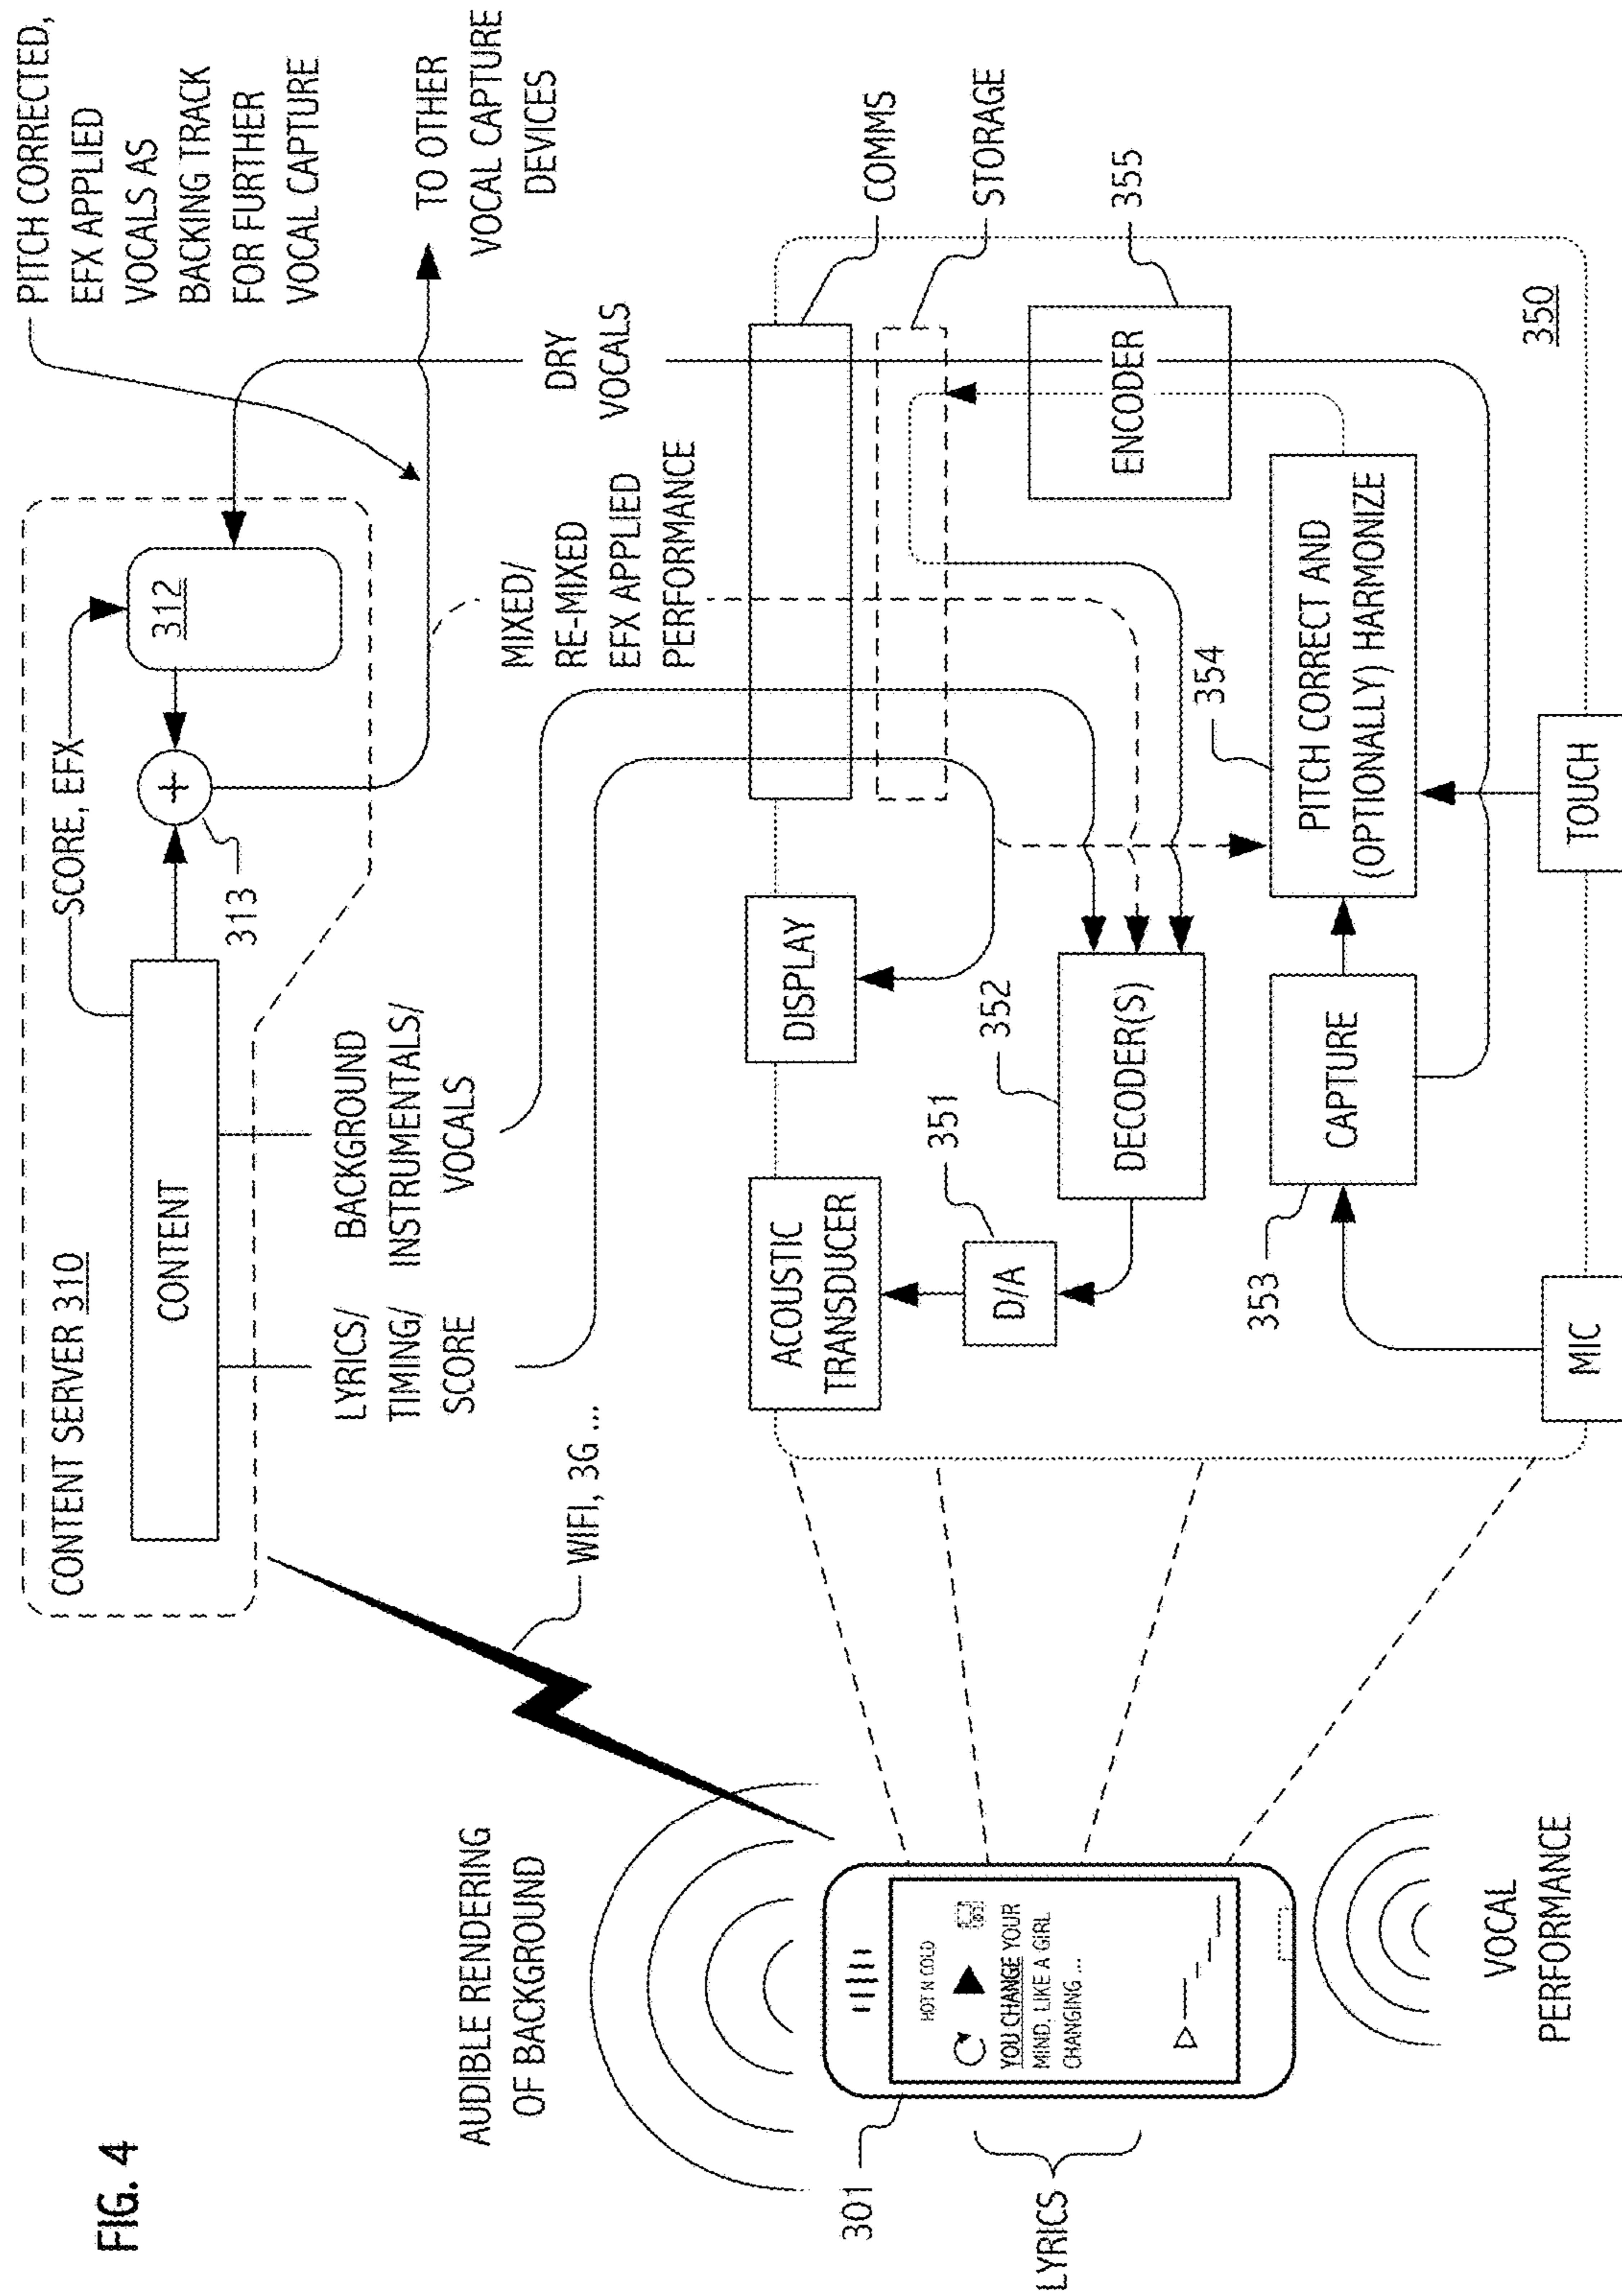 FIG. 4
CONTENT SERVER 310
CONTENT
SCORE, EFX
312
313
PITCH CORRECTED,
EFX APPLIED
VOCALS AS
BACKING TRACK
FOR FURTHER
VOCAL CAPTURE
TO OTHER
VOCAL CAPTURE
DEVICES
LYRICS/
TIMING/
SCORE
BACKGROUND
INSTRUMENTALS/
VOCALS
MIXED/
RE-MIXED
EFX APPLIED
PERFORMANCE
DRY
VOCALS
WIFI, 3G ...
AUDIBLE RENDERING
OF BACKGROUND
301
LYRICS
HOT N COLD
YOU CHANGE YOUR
MIND, LIKE A GIRL
CHANGING ...
VOCAL
PERFORMANCE
ACOUSTIC
TRANSDUCER
DISPLAY
COMMS
STORAGE
D/A
351
DECODER(S)
352
ENCODER
355
CAPTURE
353
PITCH CORRECT AND
(OPTIONALLY) HARMONIZE
354
MIC
TOUCH
350